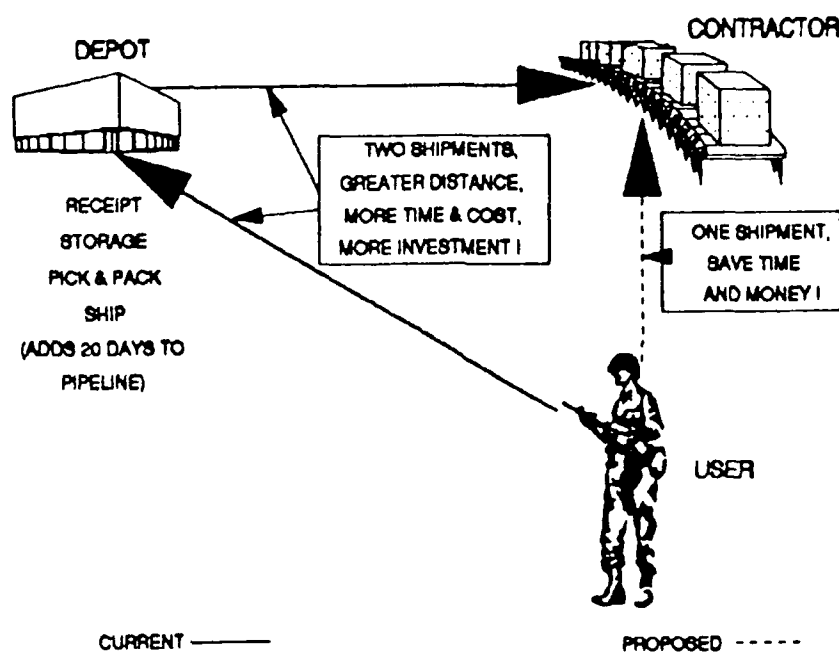 DEPOT
CONTRACTOR
TWO SHIPMENTS,
GREATER DISTANCE,
MORE TIME & COST,
MORE INVESTMENT !
RECEIPT
STORAGE
PICK & PACK
SHIP
(ADDS 20 DAYS TO
PIPELINE)
ONE SHIPMENT,
SAVE TIME
AND MONEY !
USER
CURRENT
PROPOSED